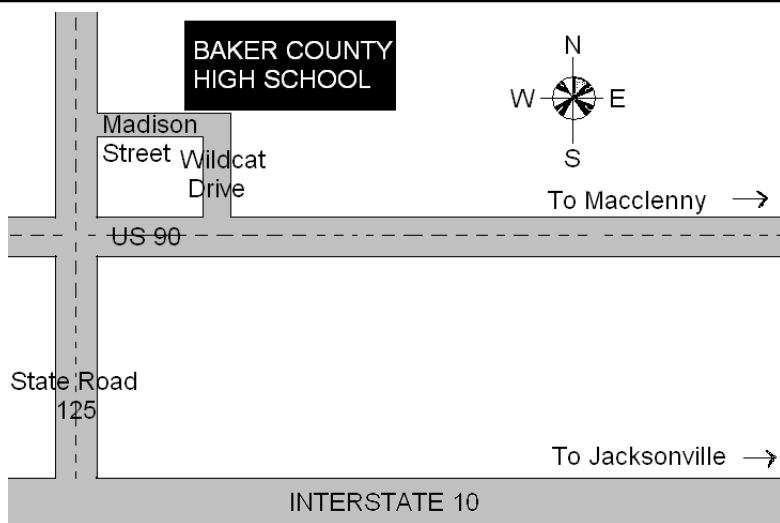 BAKER COUNTY
HIGH SCHOOL
N
W
E
S
Madison
Street
Wildcat
Drive
To Macclenny
US 90
State Road
125
To Jacksonville
INTERSTATE 10